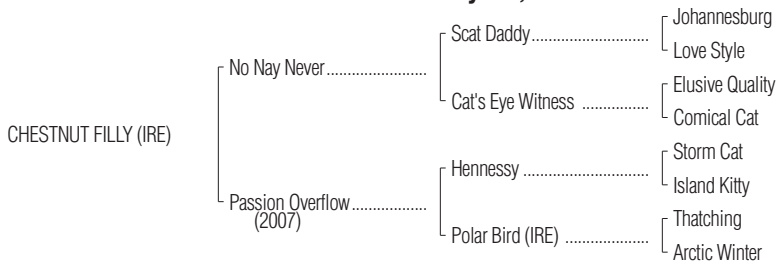 Johannesburg
Scat Daddy
Love Style
No Nay Never
Elusive Quality
Cat's Eye Witness
Comical Cat
CHESTNUT FILLY (IRE)
Storm Cat
Hennessy
Island Kitty
Passion Overflow
(2007)
Thatching
Polar Bird (IRE)
Arctic Winter